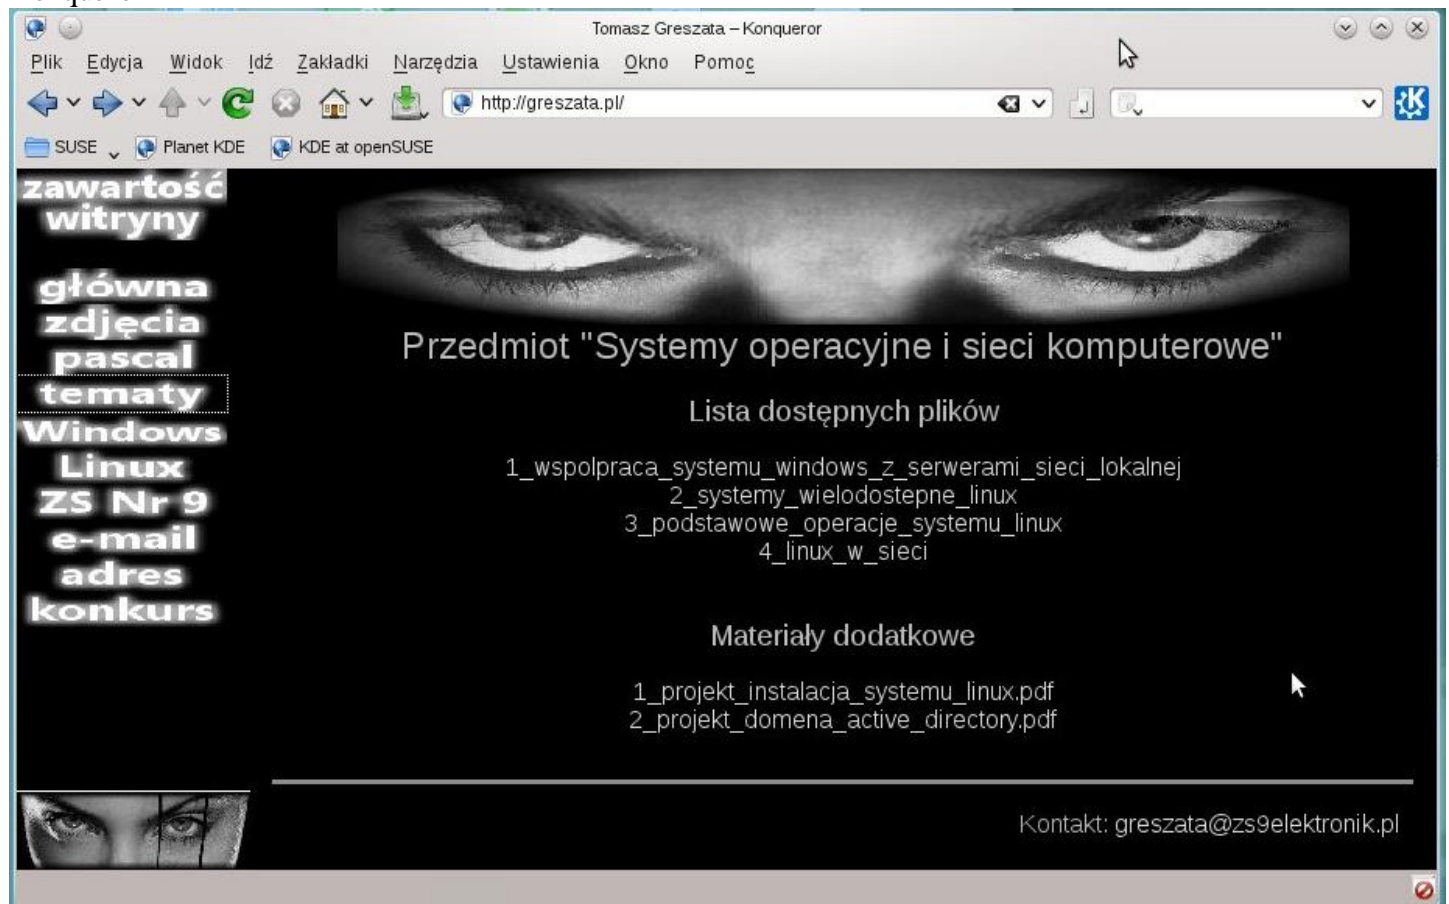 Tomasz Greszata – Konqueror
Plik Edycja Widok Idź Zakładki Narzędzia Ustawienia Okno Pomoc
http://greszata.pl/
SUSE Planet KDE KDE at openSUSE
zawartość
witryny
główna
zdjęcia
pascal
tematy
Windows
Linux
ZS Nr 9
e-mail
adres
konkurs
Przedmiot "Systemy operacyjne i sieci komputerowe"
Lista dostępnych plików
1_wspolpraca_systemu_windows_z_serwerami_sieci_lokalnej
2_systemy_wielodostepne_linux
3_podstawowe_operacje_systemu_linux
4_linux_w_sieci
Materiały dodatkowe
1_projekt_instalacja_systemu_linux.pdf
2_projekt_domena_active_directory.pdf
Kontakt: greszata@zs9elektronik.pl